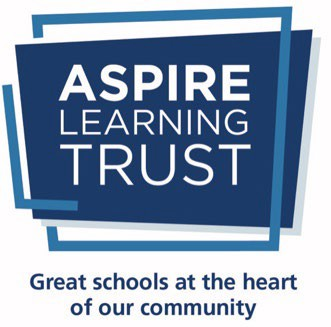 ASPIRE
LEARNING
TRUST
Great schools at the heart
of our community